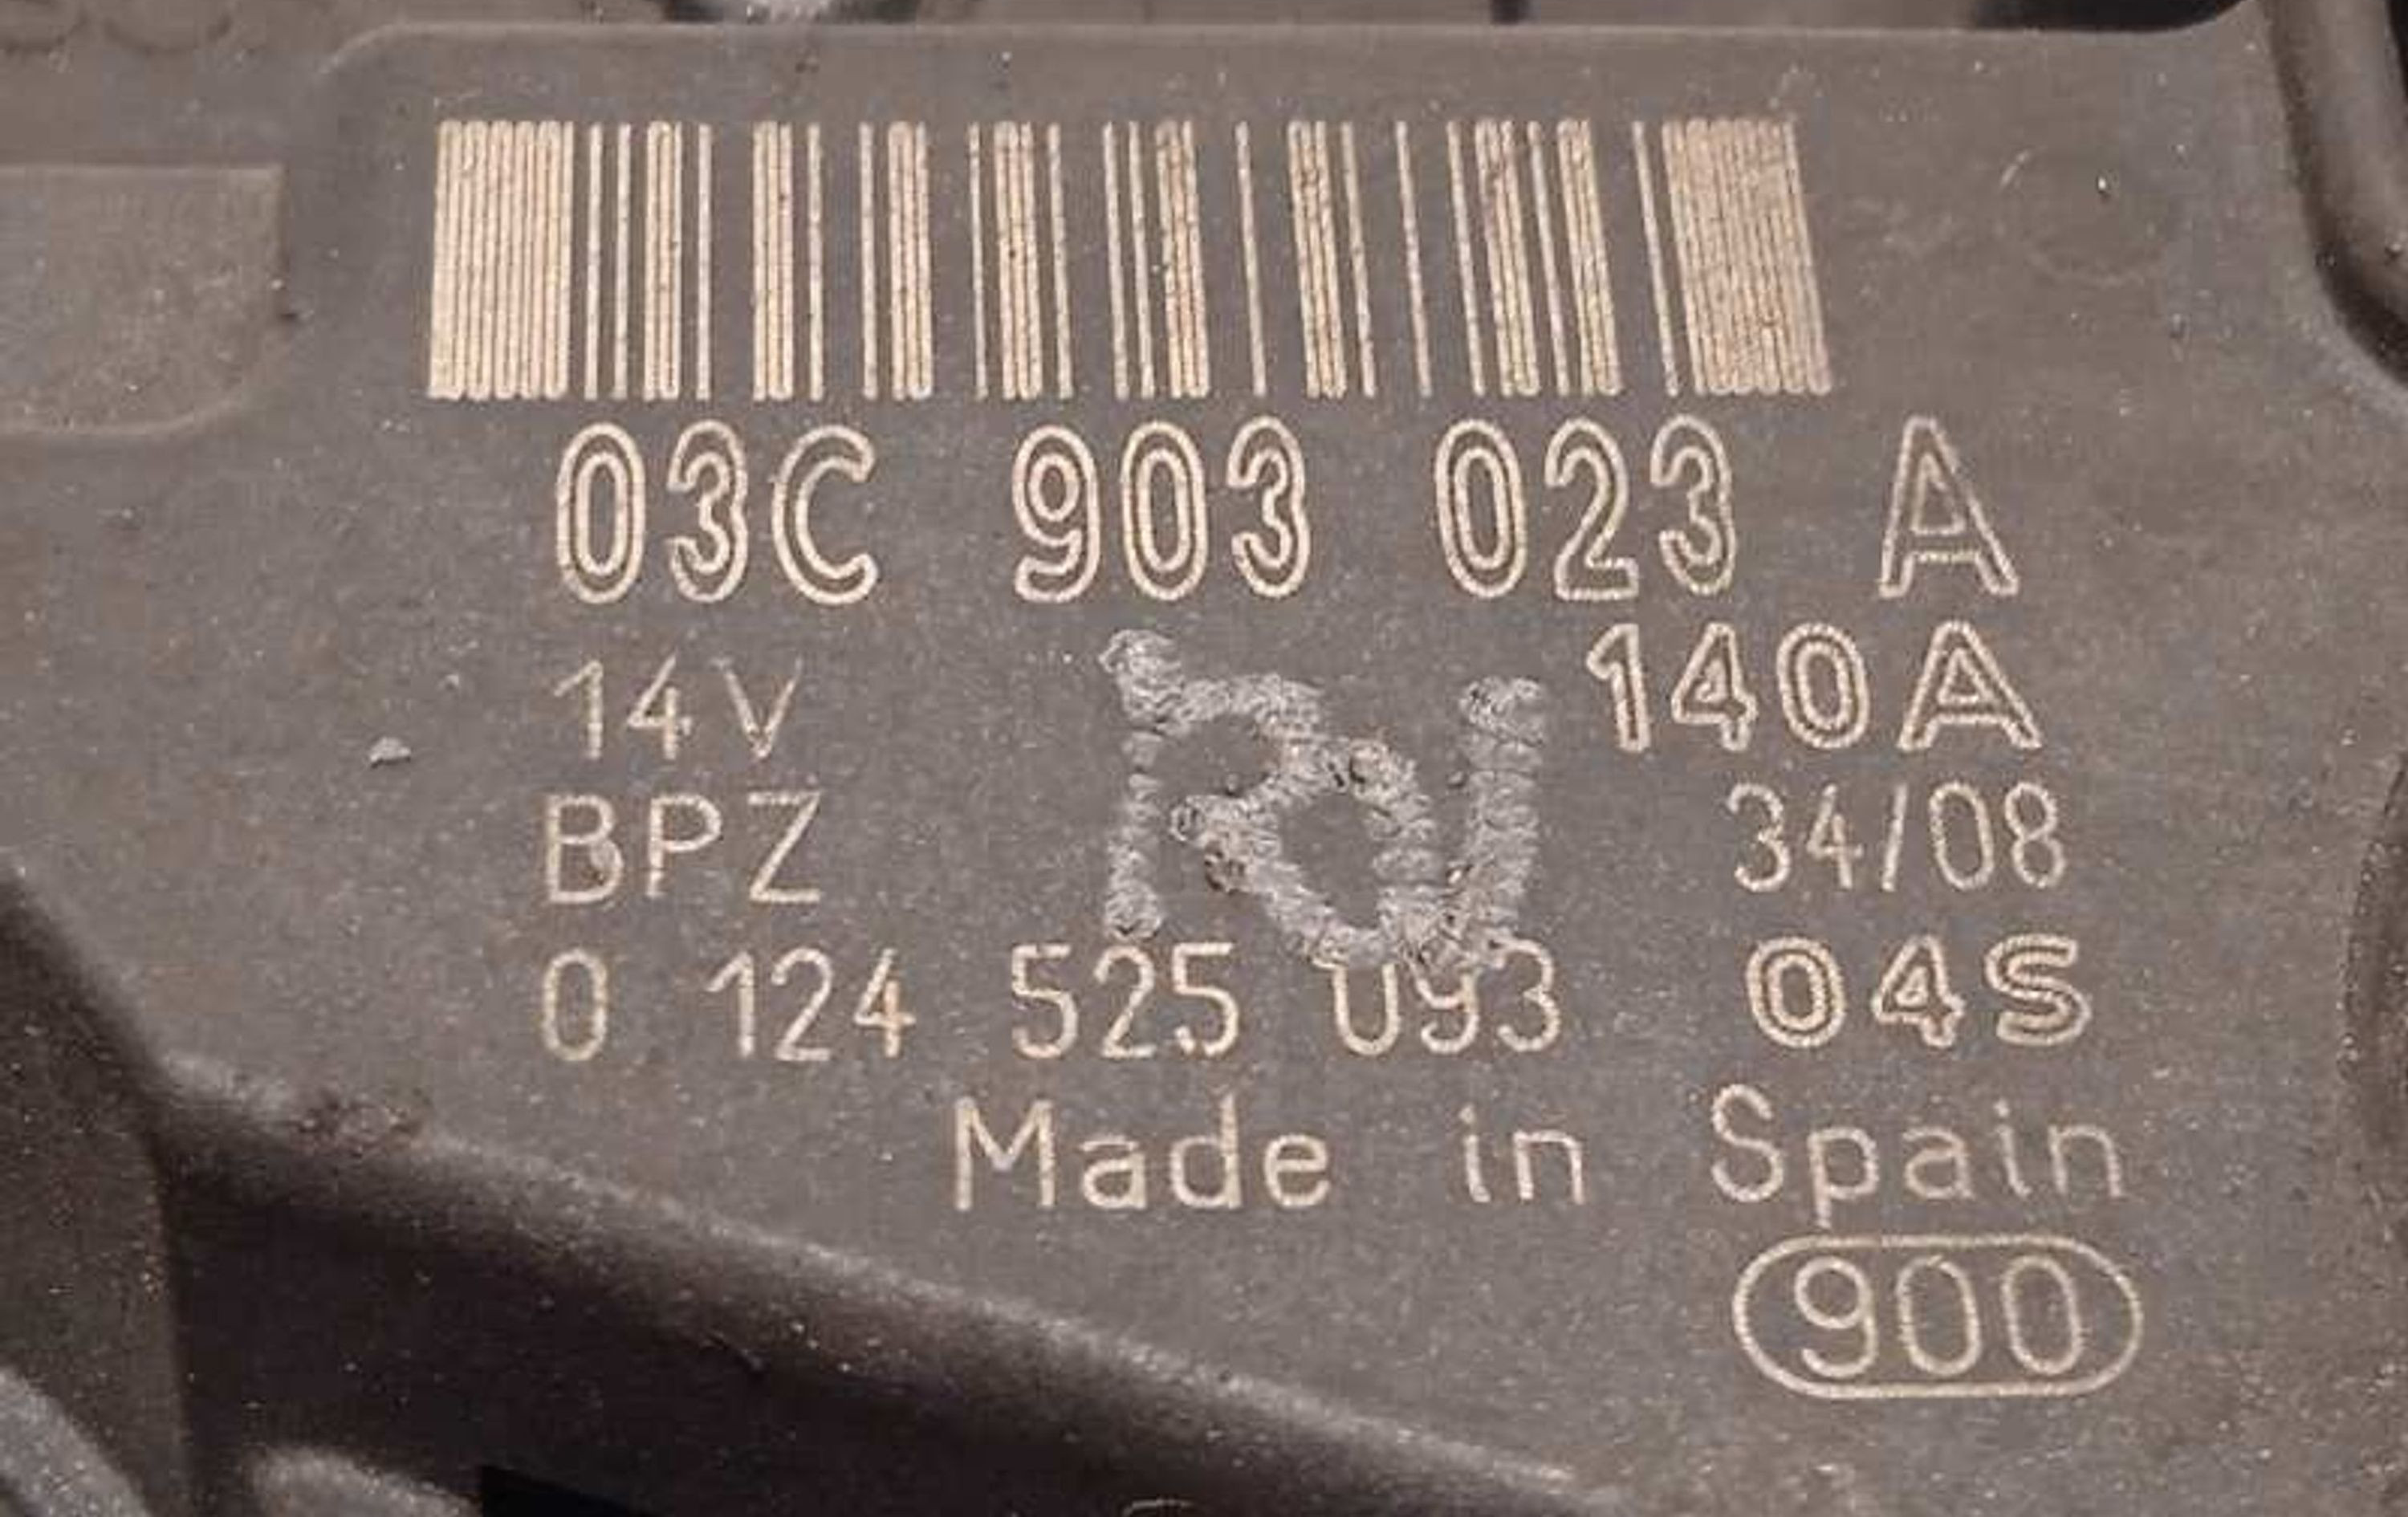 03C 903 023 A
14V 140A
BPZ 34/08
0 124 525 093 04S
Made in Spain
900